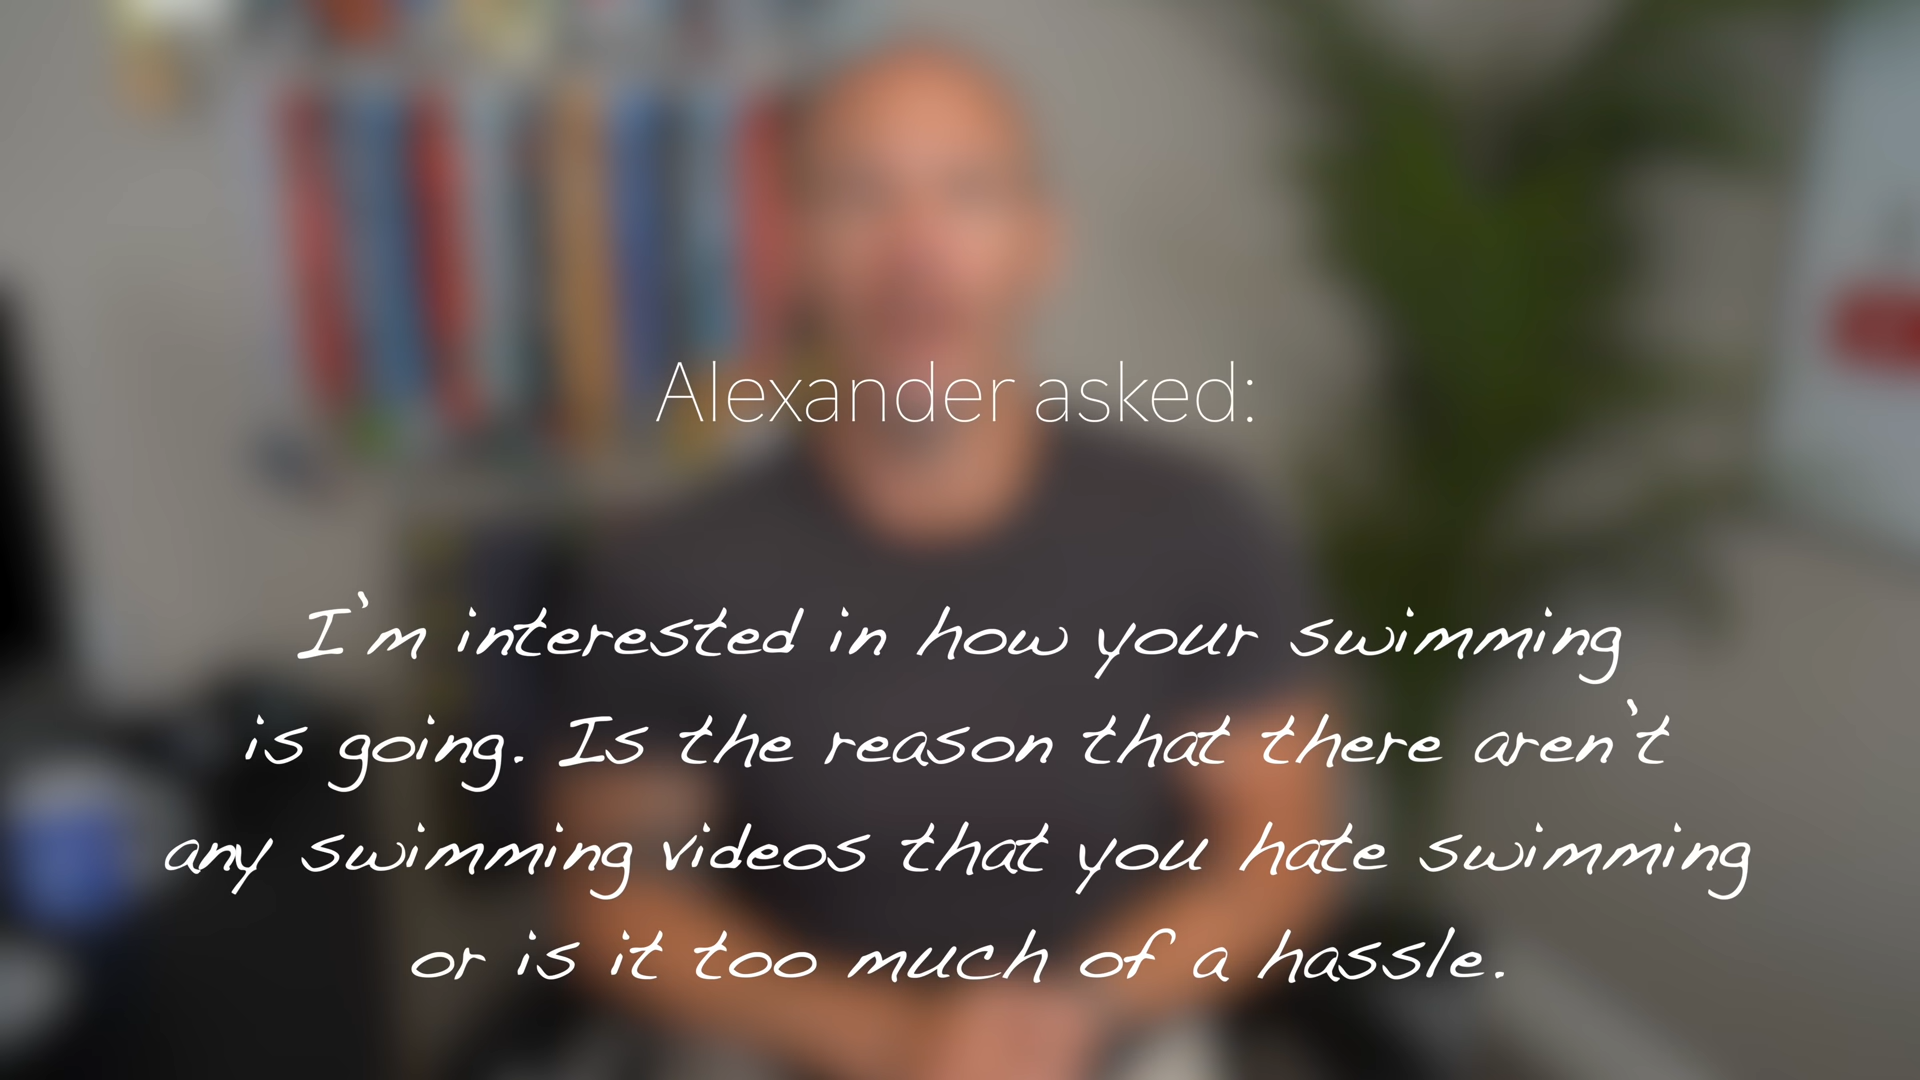 Alexander asked:
I'm interested in how your swimming
is going. Is the reason that there aren't
any swimming videos that you hate swimming
or is it too much of a hassle.